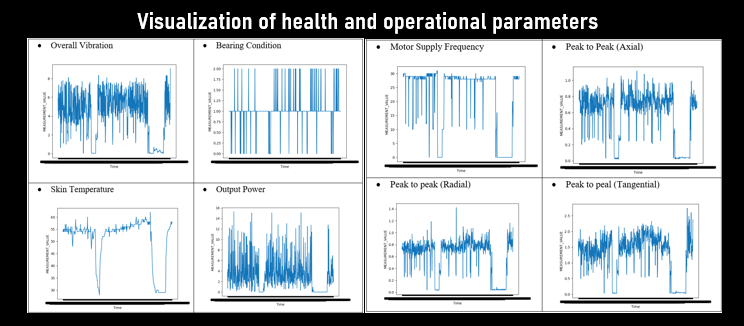 Visualization of health and operational parameters
• Overall Vibration
MEASUREMENT_VALUE
8
6
4
2
0
Time
• Bearing Condition
MEASUREMENT_VALUE
2.00
1.75
1.50
1.25
1.00
0.75
0.50
0.25
0.00
Time
• Motor Supply Frequency
MEASUREMENT_VALUE
30
25
20
15
10
5
0
Time
• Peak to Peak (Axial)
MEASUREMENT_VALUE
1.0
0.8
0.6
0.4
0.2
0.0
Time
• Skin Temperature
MEASUREMENT_VALUE
60
55
50
45
40
35
30
Time
• Output Power
MEASUREMENT_VALUE
16
14
12
10
8
6
4
2
0
Time
• Peak to peak (Radial)
MEASUREMENT_VALUE
1.4
1.2
1.0
0.8
0.6
0.4
0.2
0.0
Time
• Peak to peal (Tangential)
MEASUREMENT_VALUE
2.5
2.0
1.5
1.0
0.5
0.0
Time